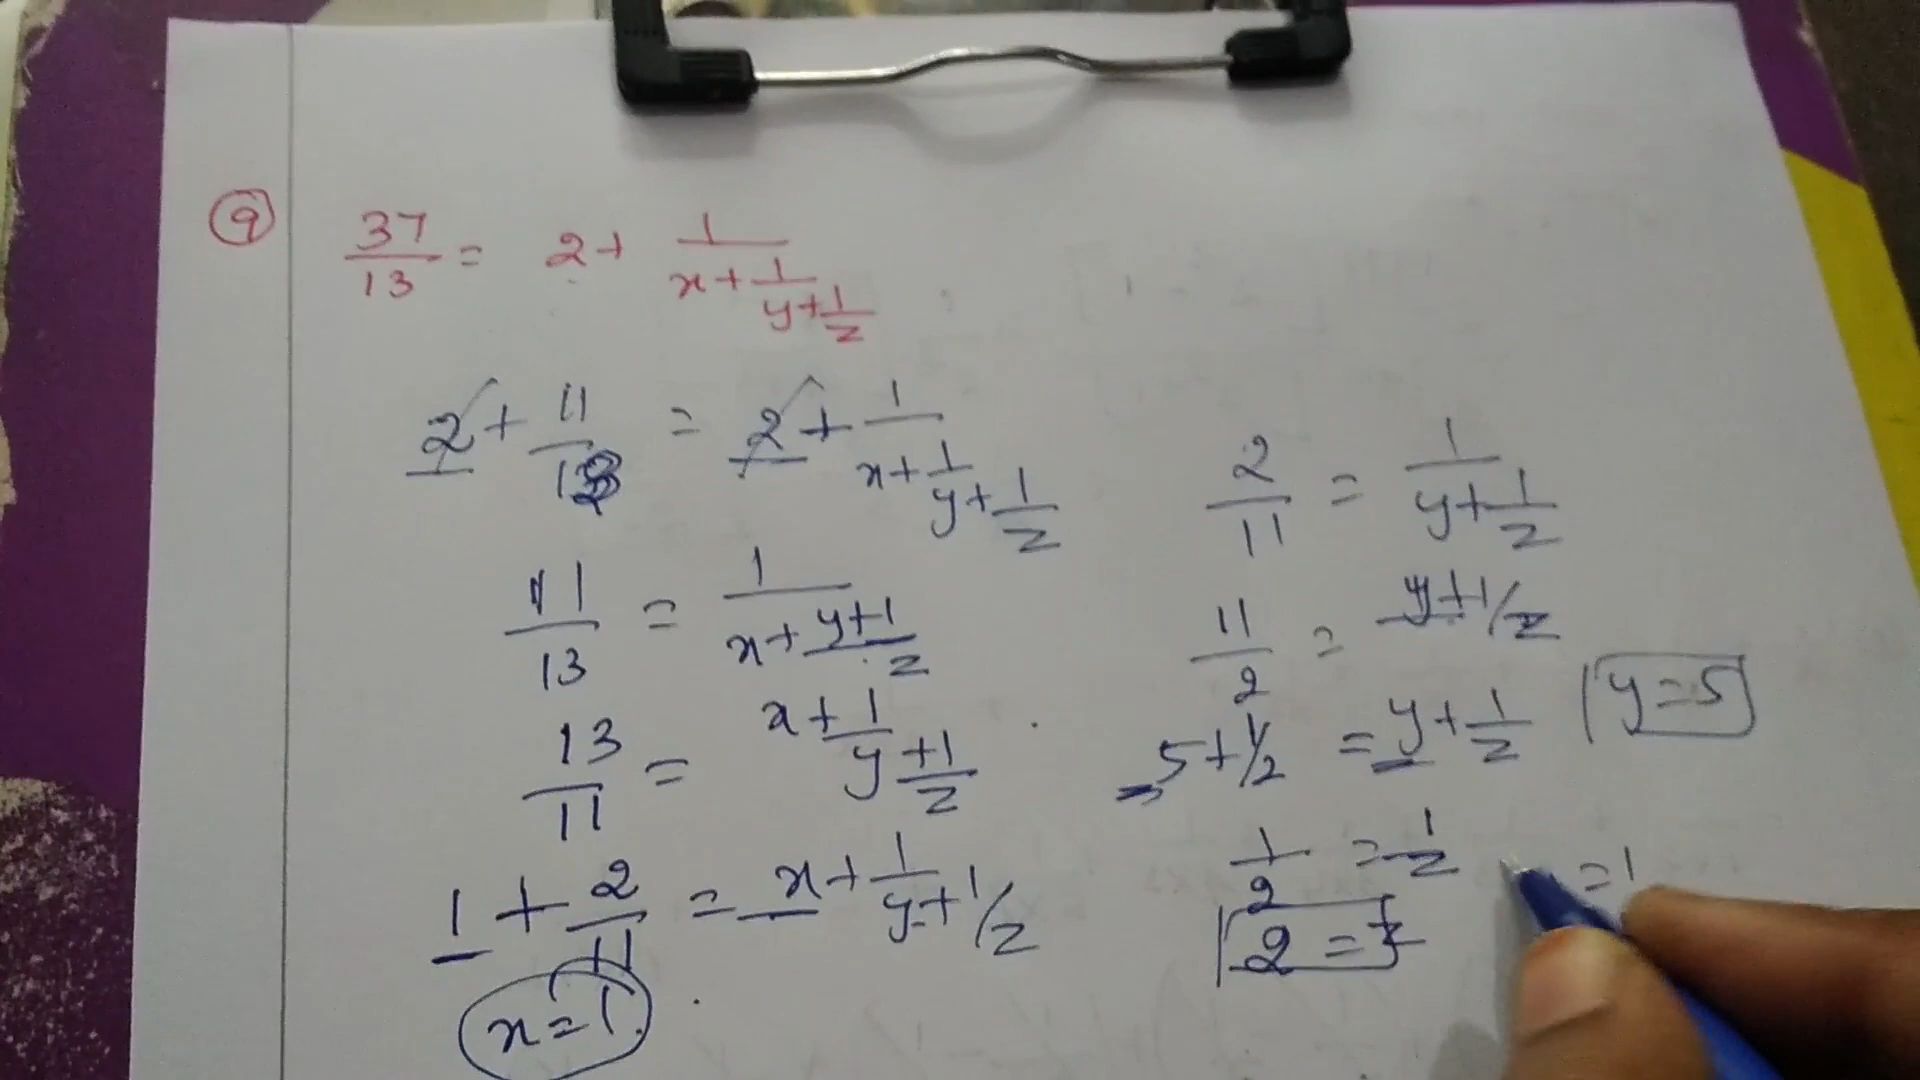 9 37/13 = 2 + 1/(x + 1/(y + 1/z))
2 + 11/13 = 2 + 1/(x + 1/(y + 1/z))
11/13 = 1/(x + (y+1)/z)
13/11 = x + 1/(y + 1/z)
1 + 2/11 = x + 1/(y + 1/z)
x = 1
2/11 = 1/(y + 1/z)
11/2 = y + 1/z
5 + 1/2 = y + 1/z y = 5
1/2 = 1/z = 1
2 = z